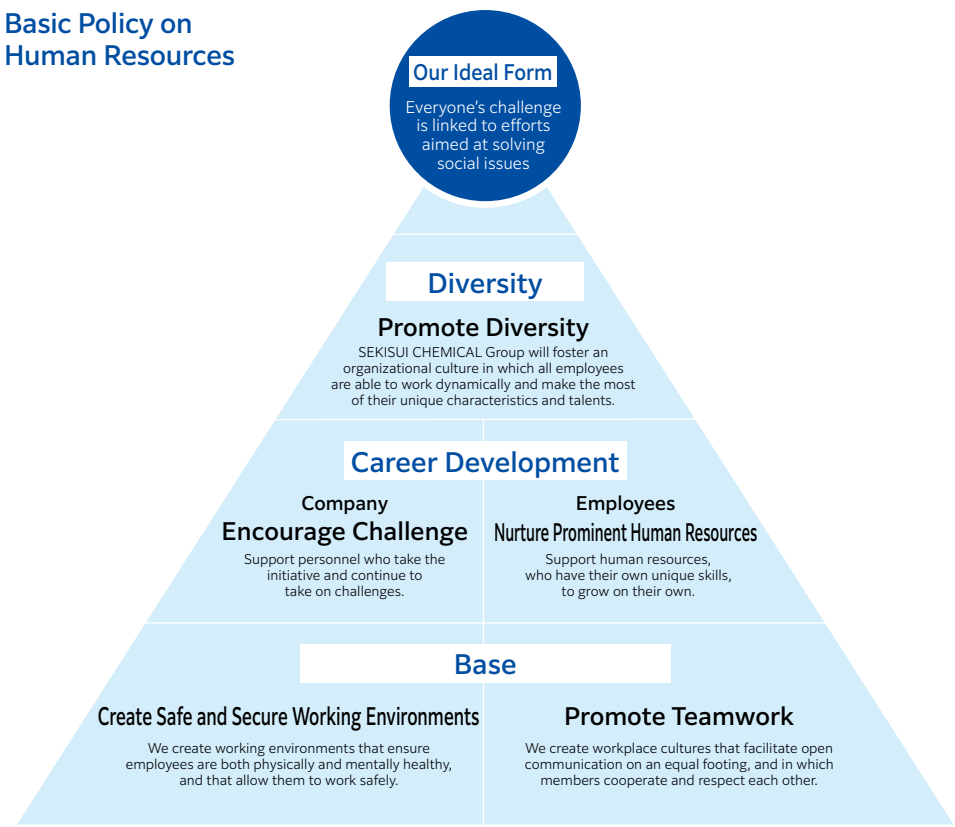 Basic Policy on
Human Resources
Our Ideal Form
Everyone’s challenge
is linked to efforts
aimed at solving
social issues
Diversity
Promote Diversity
SEKISUI CHEMICAL Group will foster an
organizational culture in which all employees
are able to work dynamically and make the most
of their unique characteristics and talents.
Career Development
Company
Encourage Challenge
Support personnel who take the
initiative and continue to
take on challenges.
Employees
Nurture Prominent Human Resources
Support human resources,
who have their own unique skills,
to grow on their own.
Base
Create Safe and Secure Working Environments
We create working environments that ensure
employees are both physically and mentally healthy,
and that allow them to work safely.
Promote Teamwork
We create workplace cultures that facilitate open
communication on an equal footing, and in which
members cooperate and respect each other.